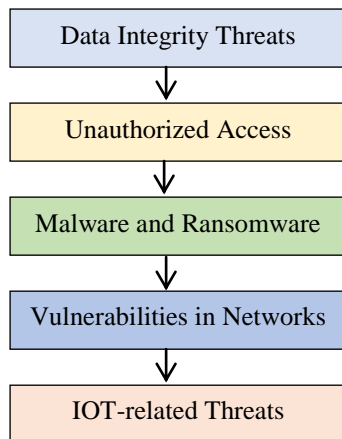 Data Integrity Threats
Unauthorized Access
Malware and Ransomware
Vulnerabilities in Networks
IOT-related Threats